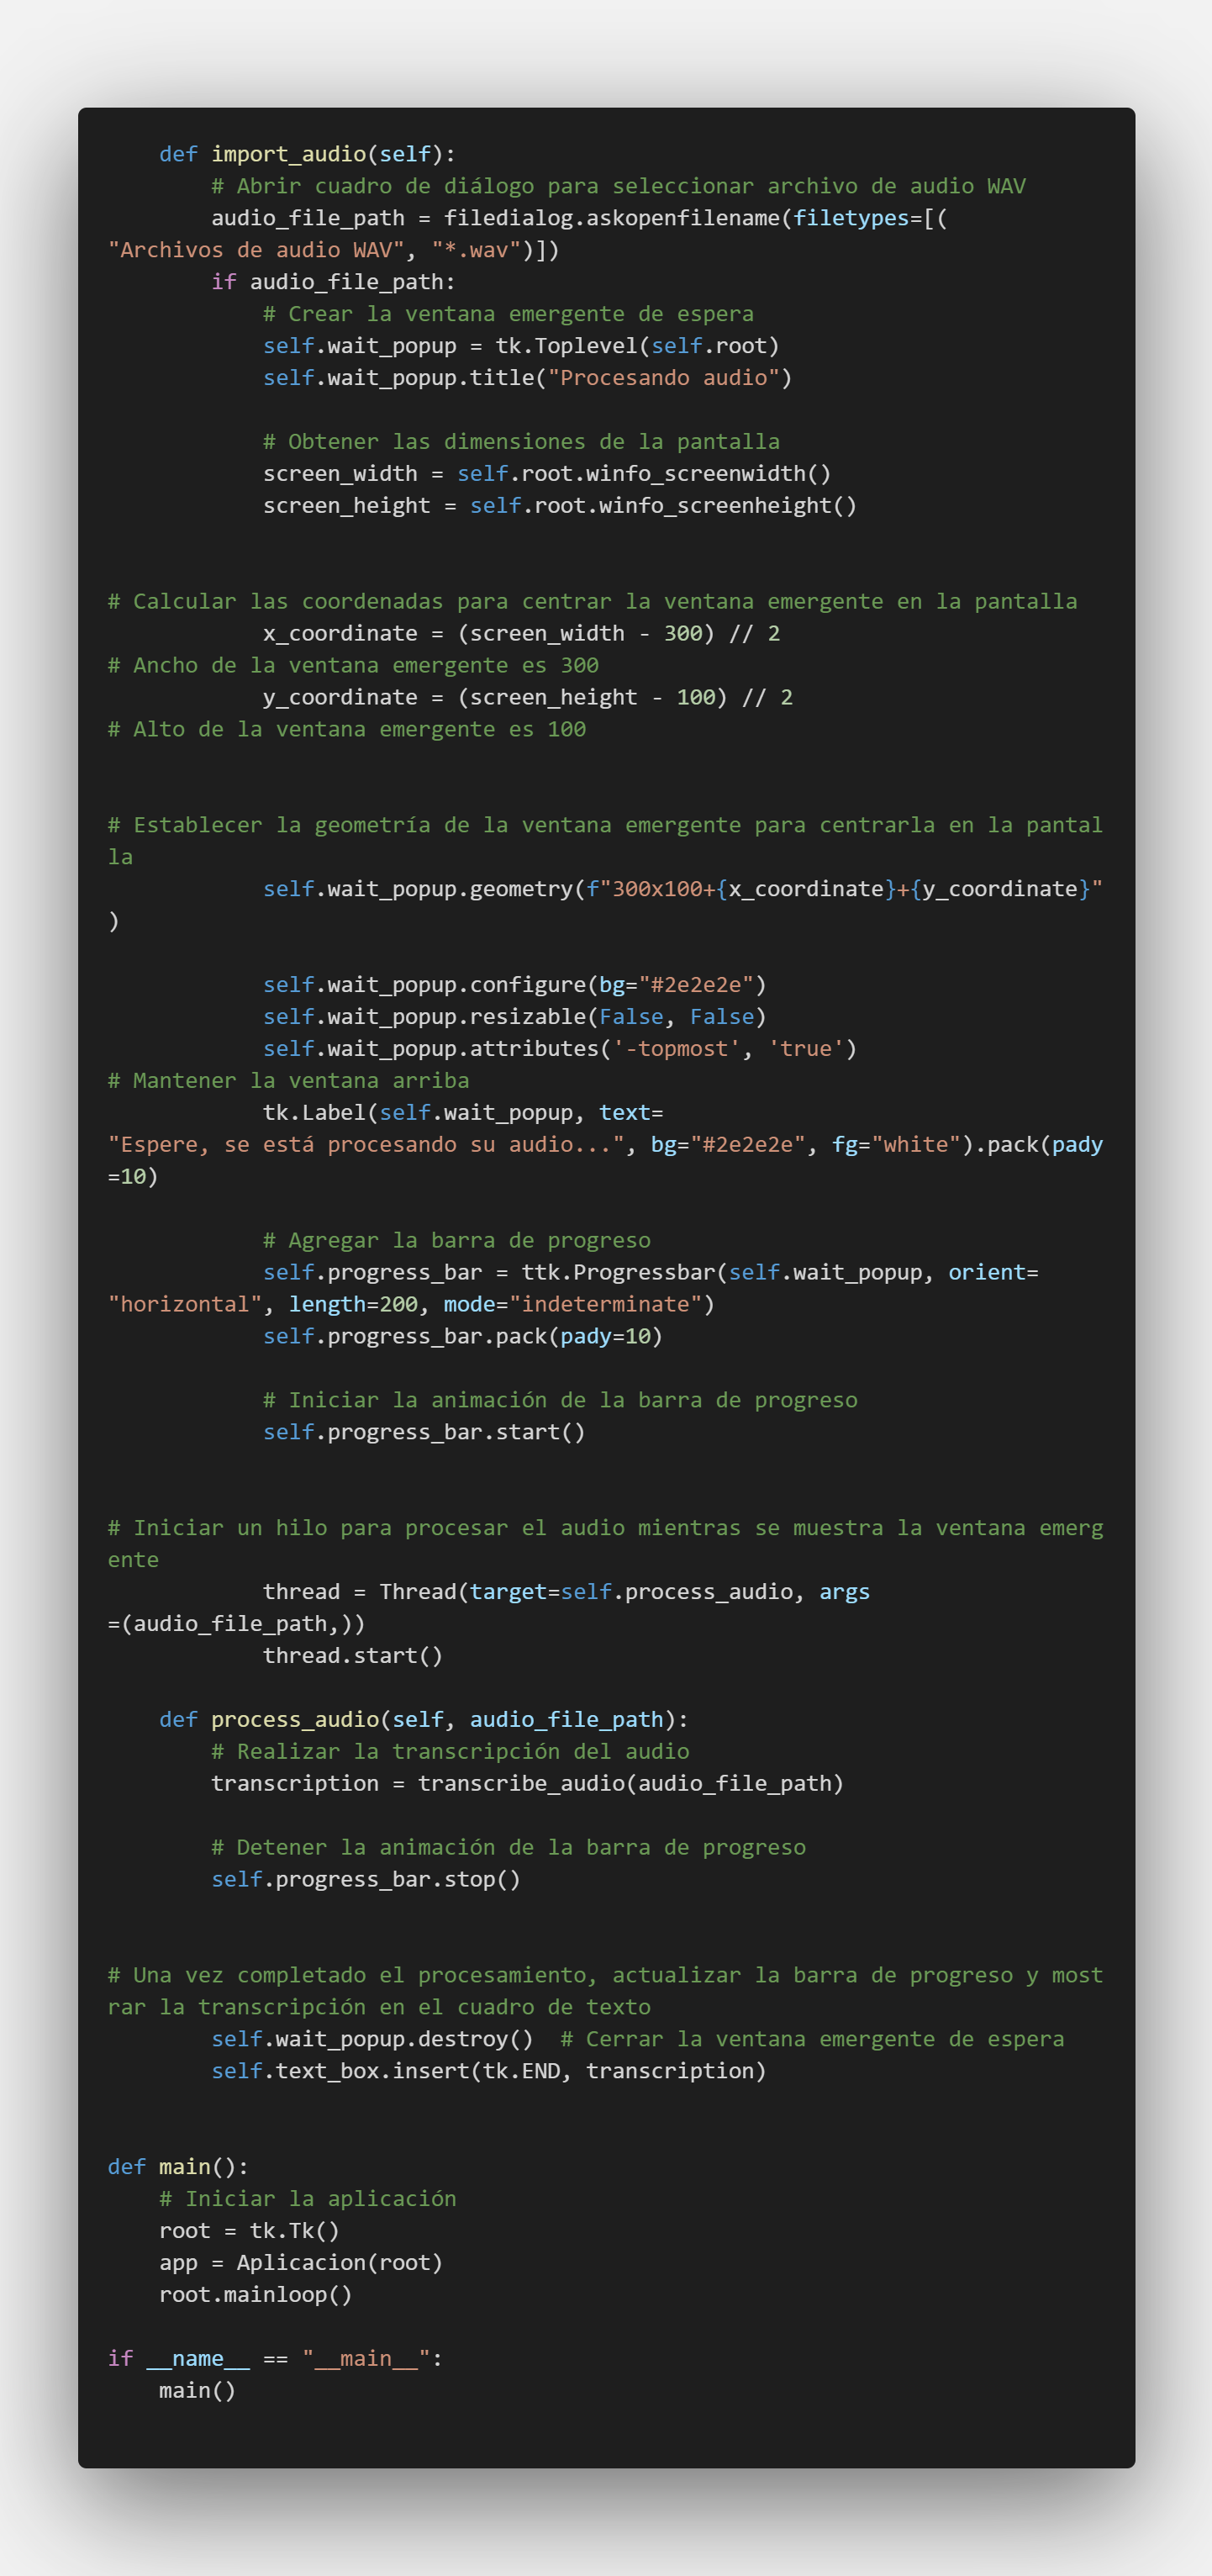 def import_audio(self):
        # Abrir cuadro de diálogo para seleccionar archivo de audio WAV
        audio_file_path = filedialog.askopenfilename(filetypes=[(
"Archivos de audio WAV", "*.wav")])
        if audio_file_path:
            # Crear la ventana emergente de espera
            self.wait_popup = tk.Toplevel(self.root)
            self.wait_popup.title("Procesando audio")

            # Obtener las dimensiones de la pantalla
            screen_width = self.root.winfo_screenwidth()
            screen_height = self.root.winfo_screenheight()


# Calcular las coordenadas para centrar la ventana emergente en la pantalla
            x_coordinate = (screen_width - 300) // 2
# Ancho de la ventana emergente es 300
            y_coordinate = (screen_height - 100) // 2
# Alto de la ventana emergente es 100


# Establecer la geometría de la ventana emergente para centrarla en la pantal
la
            self.wait_popup.geometry(f"300x100+{x_coordinate}+{y_coordinate}"
)

            self.wait_popup.configure(bg="#2e2e2e")
            self.wait_popup.resizable(False, False)
            self.wait_popup.attributes('-topmost', 'true')
# Mantener la ventana arriba
            tk.Label(self.wait_popup, text=
"Espere, se está procesando su audio...", bg="#2e2e2e", fg="white").pack(pady
=10)

            # Agregar la barra de progreso
            self.progress_bar = ttk.Progressbar(self.wait_popup, orient=
"horizontal", length=200, mode="indeterminate")
            self.progress_bar.pack(pady=10)

            # Iniciar la animación de la barra de progreso
            self.progress_bar.start()


# Iniciar un hilo para procesar el audio mientras se muestra la ventana emerg
ente
            thread = Thread(target=self.process_audio, args
=(audio_file_path,))
            thread.start()

    def process_audio(self, audio_file_path):
        # Realizar la transcripción del audio
        transcription = transcribe_audio(audio_file_path)

        # Detener la animación de la barra de progreso
        self.progress_bar.stop()


# Una vez completado el procesamiento, actualizar la barra de progreso y most
rar la transcripción en el cuadro de texto
        self.wait_popup.destroy()  # Cerrar la ventana emergente de espera
        self.text_box.insert(tk.END, transcription)


def main():
    # Iniciar la aplicación
    root = tk.Tk()
    app = Aplicacion(root)
    root.mainloop()

if __name__ == "__main__":
    main()